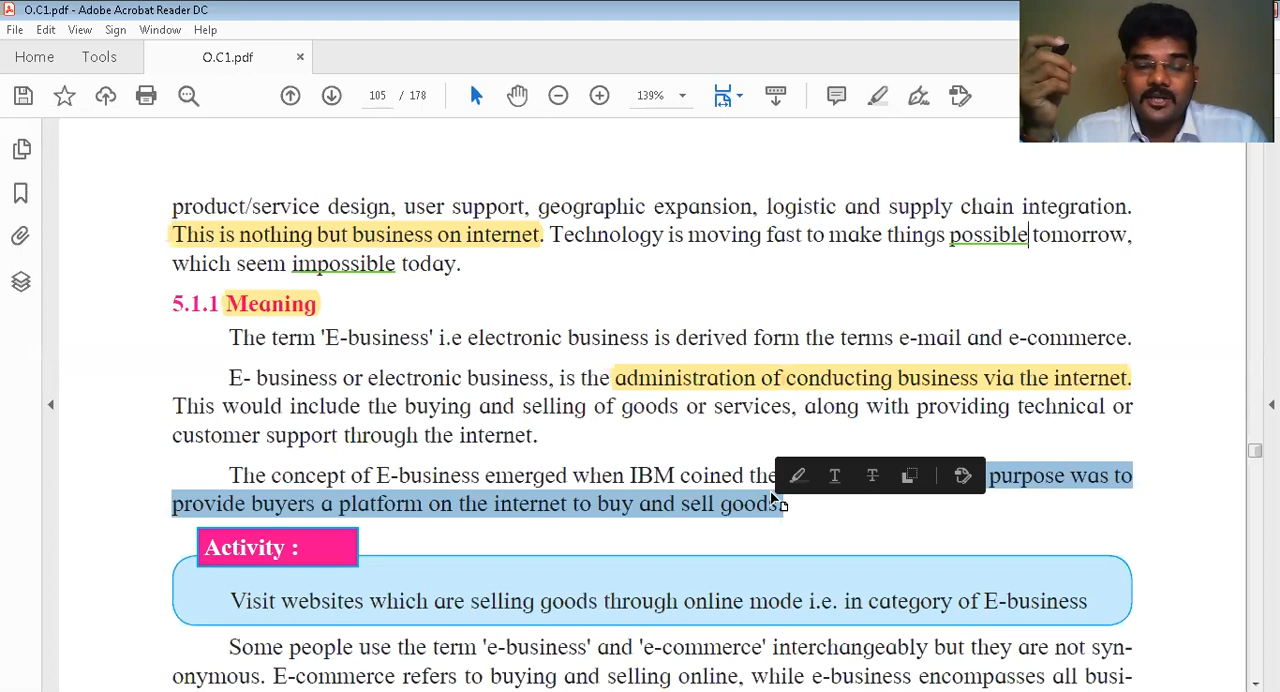 O.C1.pdf - Adobe Acrobat Reader DC
File Edit View Sign Window Help
Home Tools O.C1.pdf ×
105 / 178 139%
product/service design, user support, geographic expansion, logistic and supply chain integration.
This is nothing but business on internet. Technology is moving fast to make things possible tomorrow,
which seem impossible today.
5.1.1 Meaning
The term 'E-business' i.e electronic business is derived form the terms e-mail and e-commerce.
E- business or electronic business, is the administration of conducting business via the internet.
This would include the buying and selling of goods or services, along with providing technical or
customer support through the internet.
The concept of E-business emerged when IBM coined the purpose was to
provide buyers a platform on the internet to buy and sell goods.
Activity :
Visit websites which are selling goods through online mode i.e. in category of E-business
Some people use the term 'e-business' and 'e-commerce' interchangeably but they are not syn-
onymous. E-commerce refers to buying and selling online, while e-business encompasses all busi-